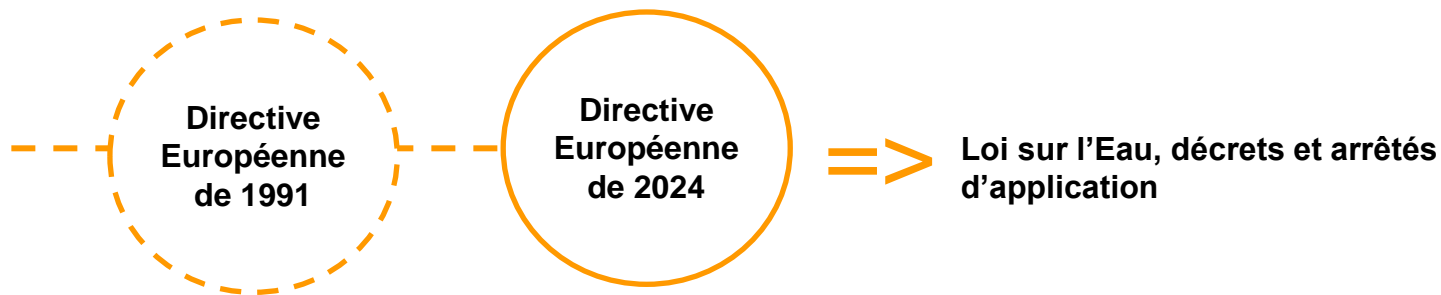 Directive
Européenne
de 1991
Directive
Européenne
de 2024
=>
Loi sur l’Eau, décrets et arrêtés
d’application